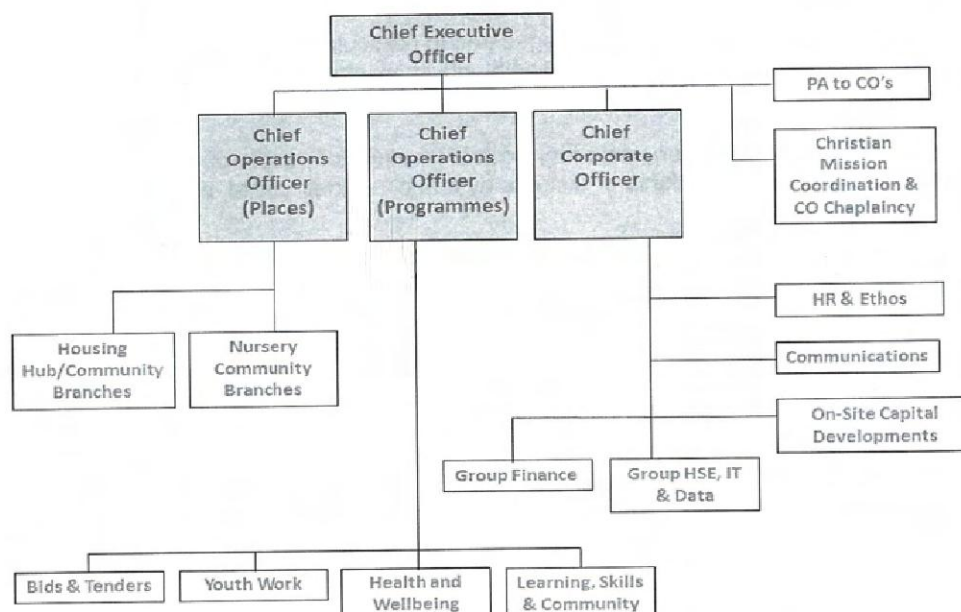 Chief Executive
Officer
PA to CO's
Chief
Operations
Officer
(Places)
Chief
Operations
Officer
(Programmes)
Chief
Corporate
Officer
Christian
Mission
Coordination &
CO Chaplaincy
HR & Ethos
Housing
Hub/Community
Branches
Nursery
Community
Branches
Communications
On-Site Capital
Developments
Group Finance
Group HSE, IT
& Data
Bids & Tenders
Youth Work
Health and
Wellbeing
Learning, Skills
& Community